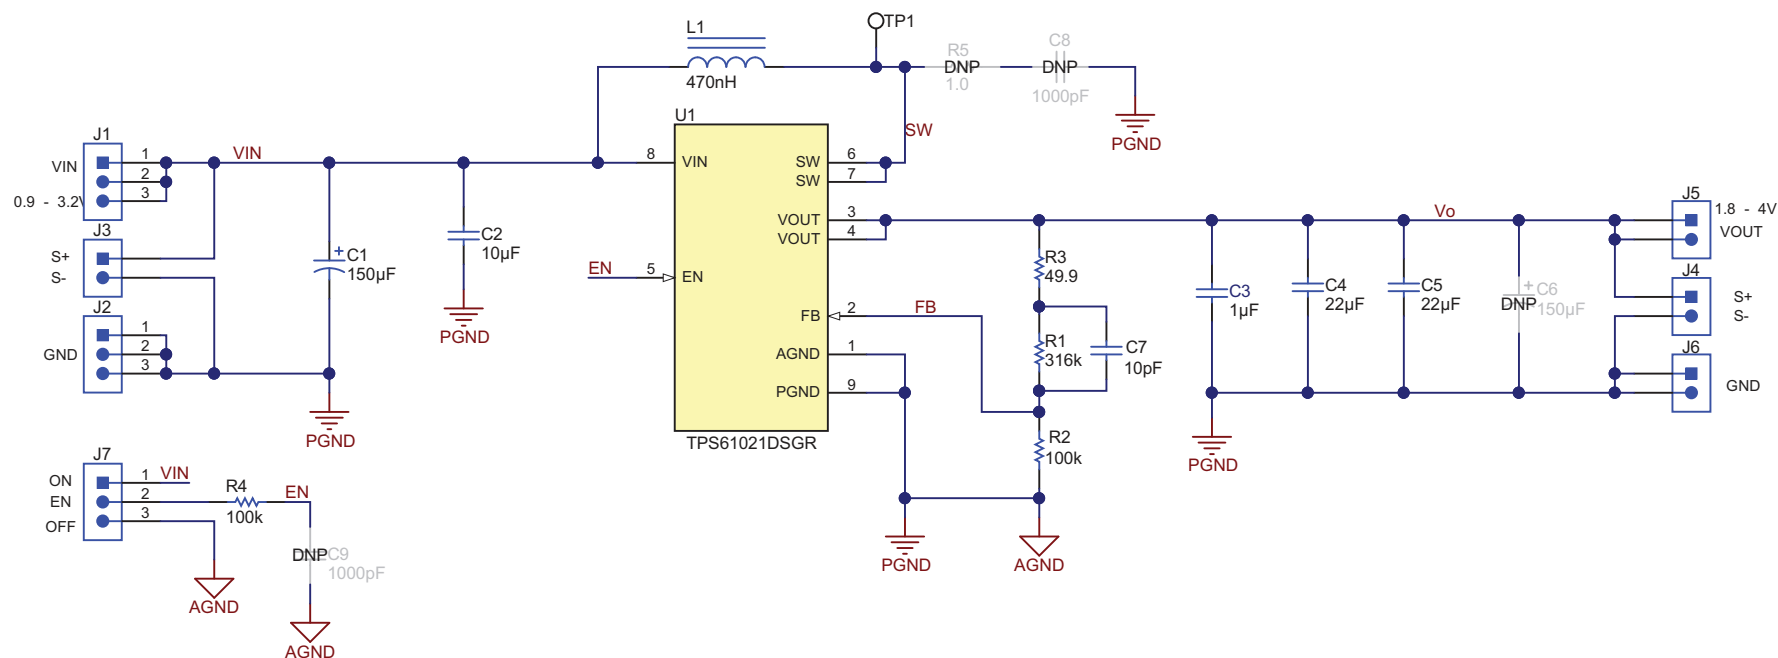 TP1
L1
470nH
R5
DNP
1.0
C8
DNP
1000pF
PGND
SW
U1
8 VIN
SW 6
SW 7
VOUT 3
VOUT 4
5 EN
EN
FB 2
AGND 1
PGND 9
TPS61021DSGR
J1
VIN
1
2
3
0.9 - 3.2V
VIN
J3
S+
S-
J2
GND
1
2
3
C1
150µF
PGND
C2
10µF
PGND
J7
ON
EN
OFF
1
2
3
VIN
R4
100k
EN
DNP
C9
1000pF
AGND
AGND
FB
R3
49.9
R1
316k
C7
10pF
R2
100k
PGND
AGND
C3
1µF
C4
22µF
C5
22µF
C6
DNP
150µF
PGND
Vo
J5
1.8 - 4V
VOUT
J4
S+
S-
J6
GND